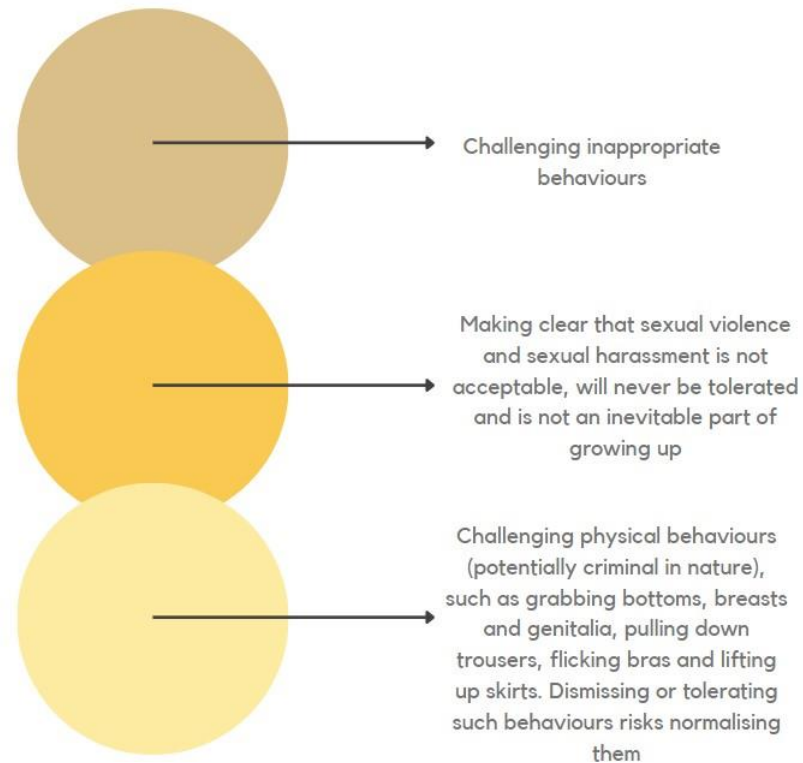 Challenging inappropriate
behaviours
Making clear that sexual violence
and sexual harassment is not
acceptable, will never be tolerated
and is not an inevitable part of
growing up
Challenging physical behaviours
(potentially criminal in nature),
such as grabbing bottoms, breasts
and genitalia, pulling down
trousers, flicking bras and lifting
up skirts. Dismissing or tolerating
such behaviours risks normalising
them